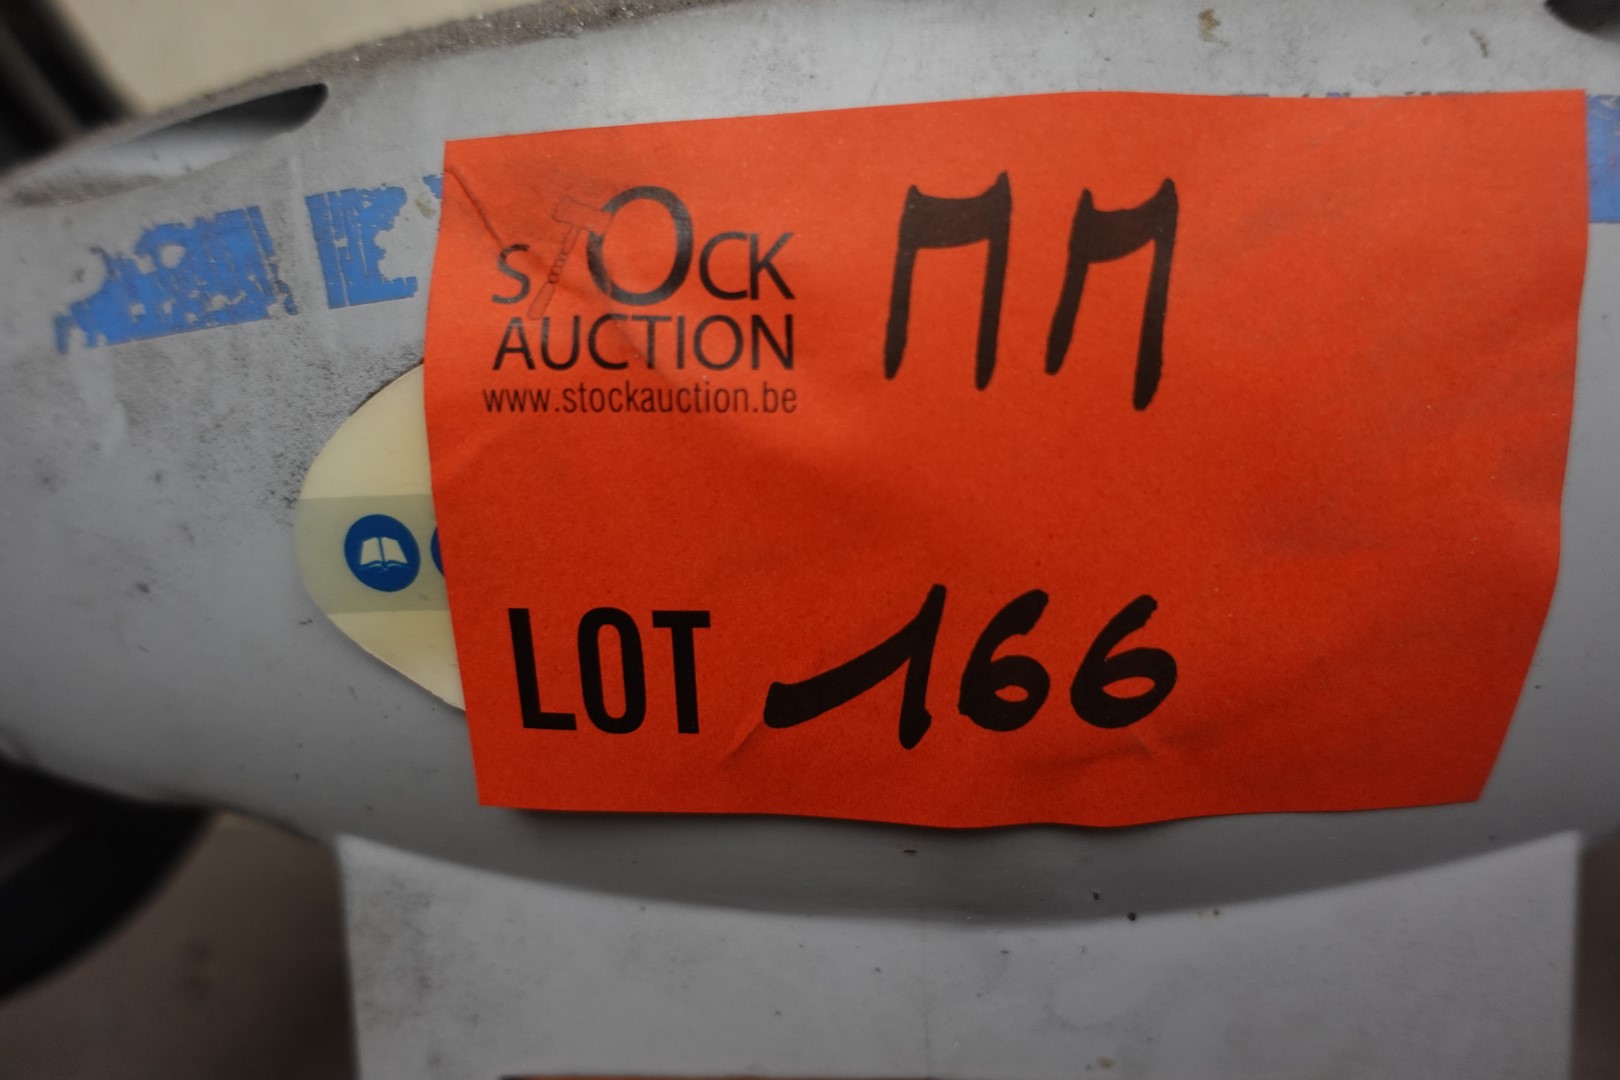 STOCK
AUCTION
www.stockauction.be
MM
LOT 166